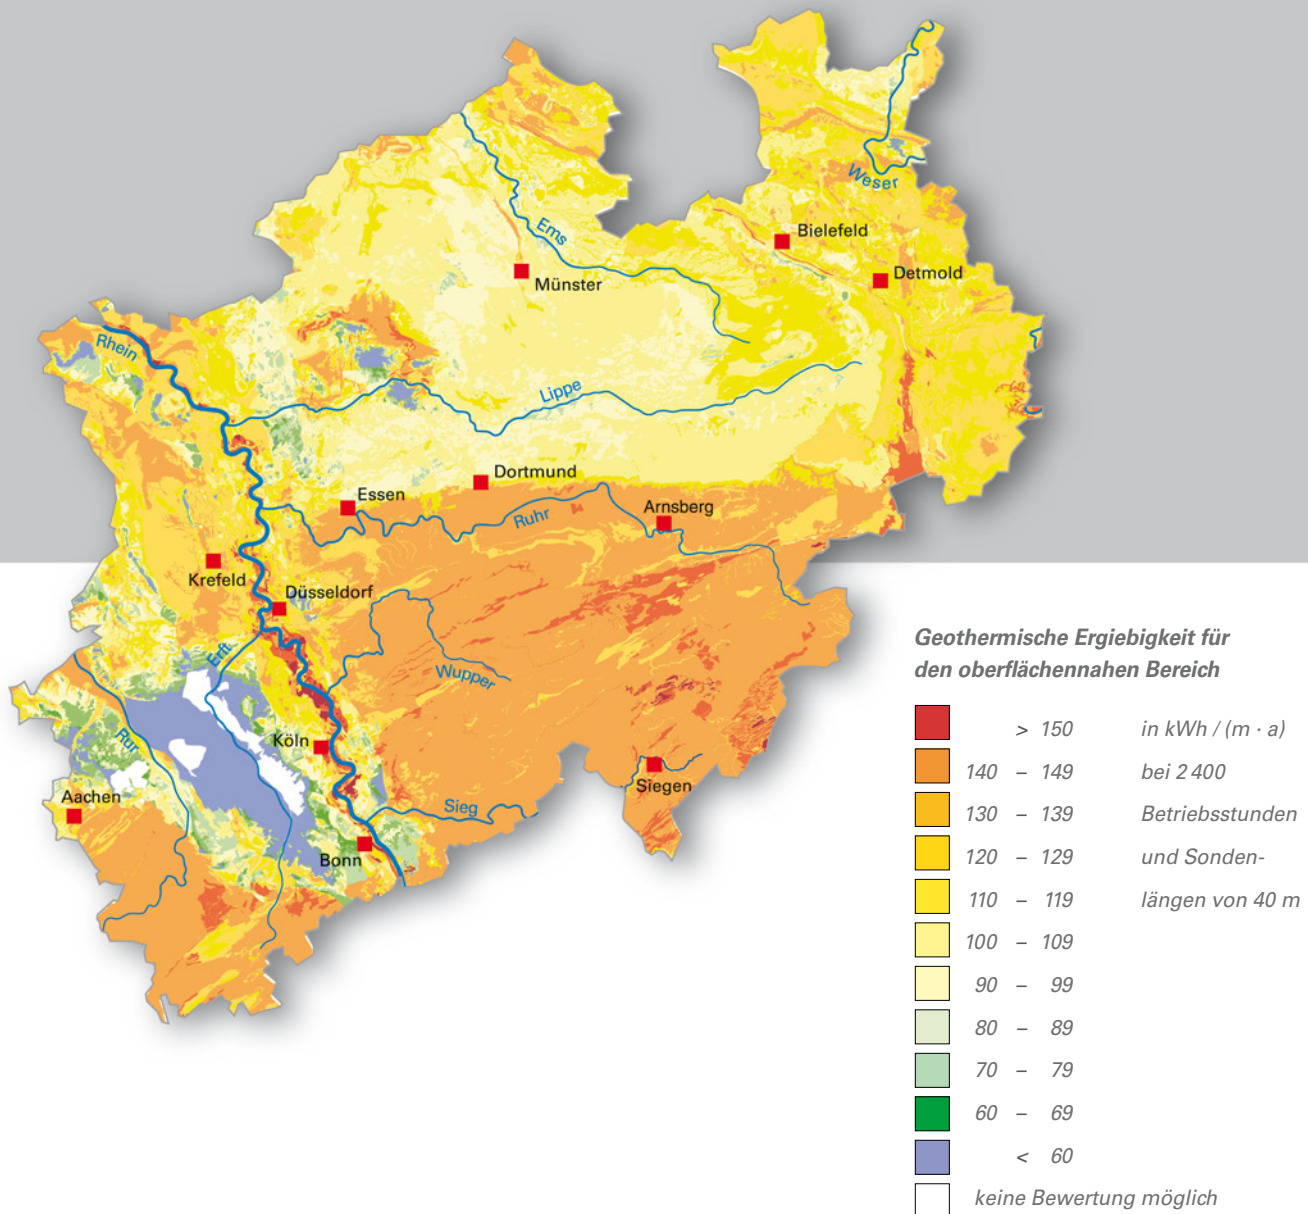 Weser
Ems
Bielefeld
Münster
Detmold
Rhein
Lippe
Dortmund
Essen
Arnsberg
Ruhr
Krefeld
Düsseldorf
Erft
Wupper
Rur
Köln
Siegen
Aachen
Sieg
Bonn
Geothermische Ergiebigkeit für
den oberflächennahen Bereich
> 150 in kWh / (m · a)
140 – 149 bei 2 400
130 – 139 Betriebsstunden
120 – 129 und Sonden-
110 – 119 längen von 40 m
100 – 109
90 – 99
80 – 89
70 – 79
60 – 69
< 60
keine Bewertung möglich